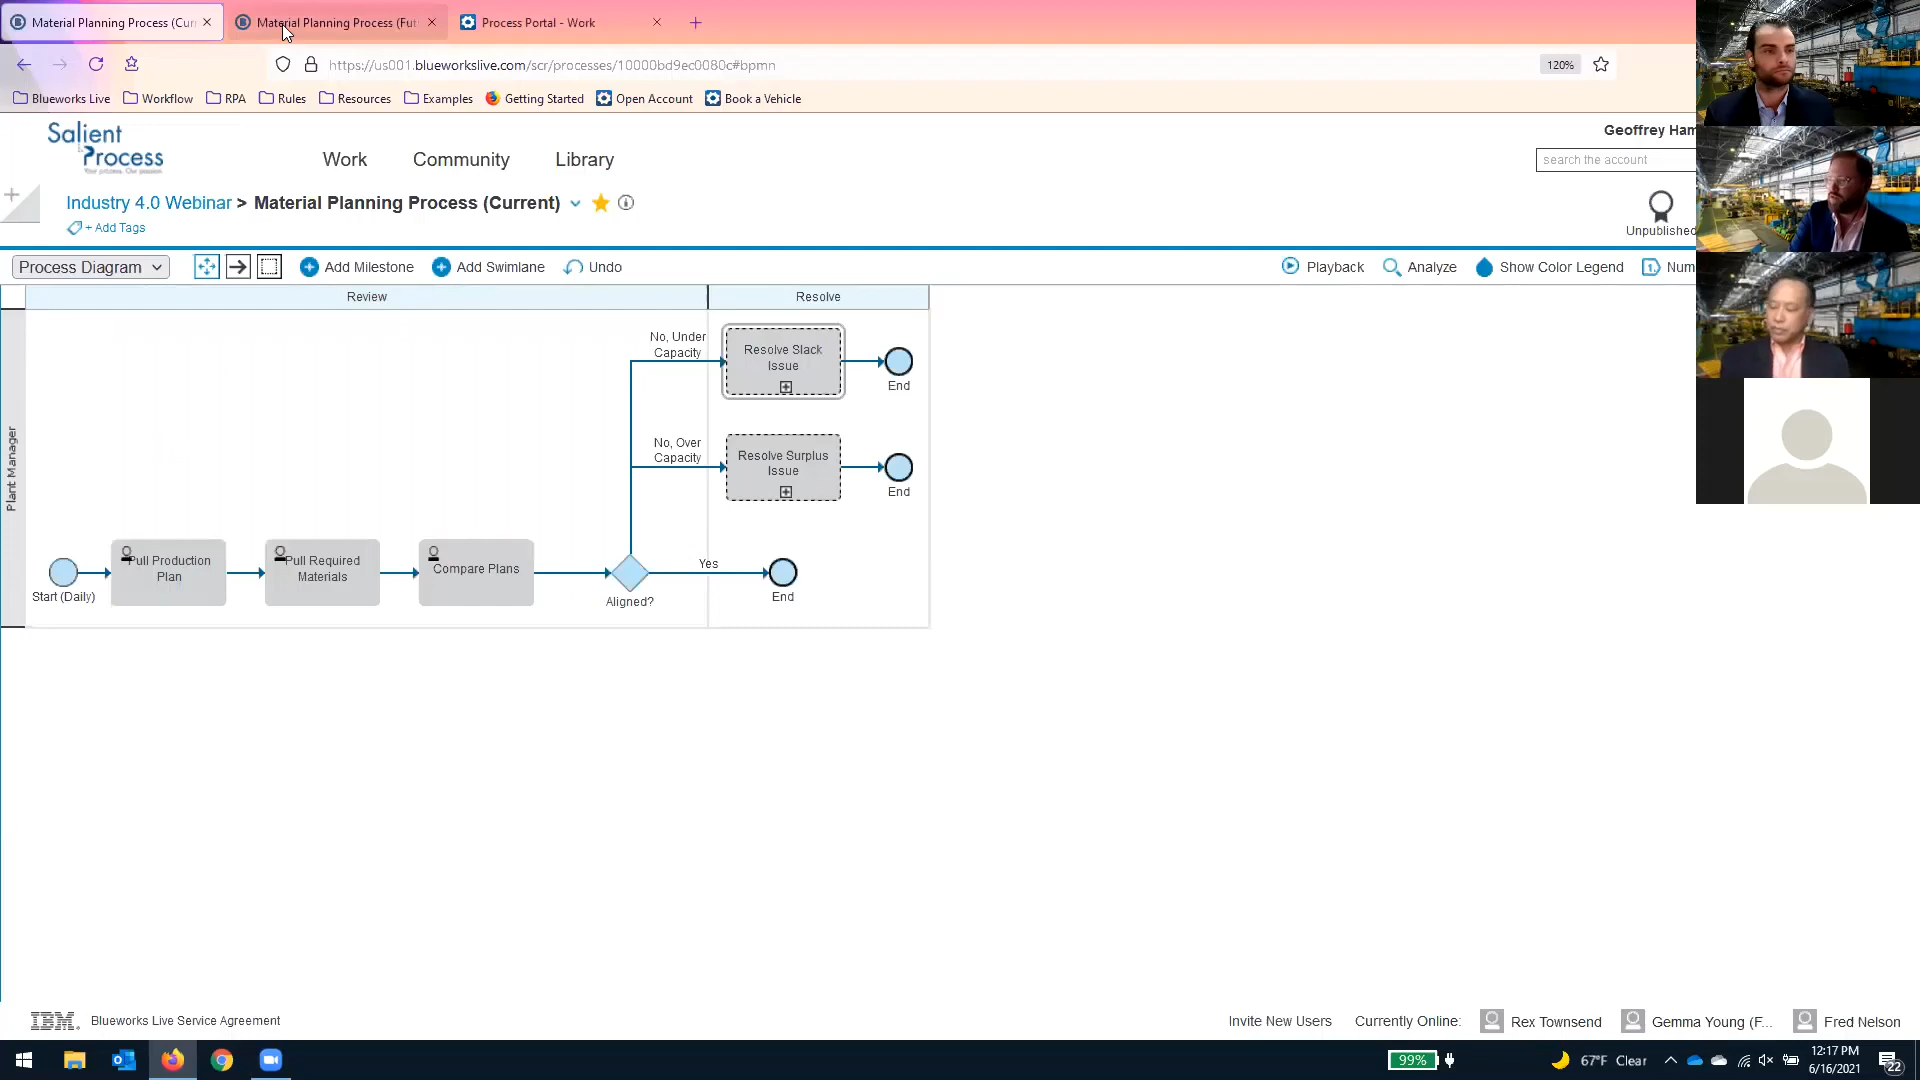 Material Planning Process (Curr
Material Planning Process (Fut
Process Portal - Work
https://us001.blueworkslive.com/scr/processes/10000bd9ec0080c#bpmn
120%
Blueworks Live
Workflow
RPA
Rules
Resources
Examples
Getting Started
Open Account
Book a Vehicle
Salient
Process
Your process. Our passion.
Work
Community
Library
Geoffrey Ham
search the account
Industry 4.0 Webinar > Material Planning Process (Current)
+ Add Tags
Unpublished
Process Diagram
Add Milestone
Add Swimlane
Undo
Playback
Analyze
Show Color Legend
1.
Num
Review
Resolve
Plant Manager
No, Under
Capacity
Resolve Slack
Issue
End
No, Over
Capacity
Resolve Surplus
Issue
End
Start (Daily)
Pull Production
Plan
Pull Required
Materials
Compare Plans
Aligned?
Yes
End
IBM.
Blueworks Live Service Agreement
Invite New Users
Currently Online:
Rex Townsend
Gemma Young (F...
Fred Nelson
99%
67°F Clear
12:17 PM
6/16/2021
22